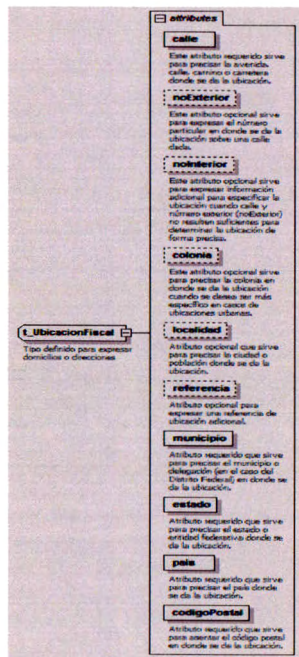 attributes
calle
Este atributo requerido sirve
para precisar la avenida,
calle, camino o carretera
donde se da la ubicación.
noExterior
Este atributo opcional sirve
para expresar el número
particular en donde se da la
ubicación sobre una calle
dada.
noInterior
Este atributo opcional sirve
para expresar información
adicional para especificar la
ubicación cuando calle y
número exterior (noExterior)
no resulten suficientes para
determinar la ubicación de
forma precisa.
colonia
Este atributo opcional sirve
para precisar la colonia en
donde se da la ubicación
cuando se desea ser más
específico en casos de
ubicaciones urbanas.
t_UbicacionFiscal
Tipo definido para expresar
domicilios o direcciones
localidad
Atributo opcional que sirve
para precisar la ciudad o
población donde se da la
ubicación.
referencia
Atributo opcional para
expresar una referencia de
ubicación adicional.
municipio
Atributo requerido que sirve
para precisar el municipio o
delegación (en el caso del
Distrito Federal) en donde se
da la ubicación.
estado
Atributo requerido que sirve
para precisar el estado o
entidad federativa donde se
da la ubicación.
pais
Atributo requerido que sirve
para precisar el país donde
se da la ubicación.
codigoPostal
Atributo requerido que sirve
para asentar el código postal
en donde se da la ubicación.